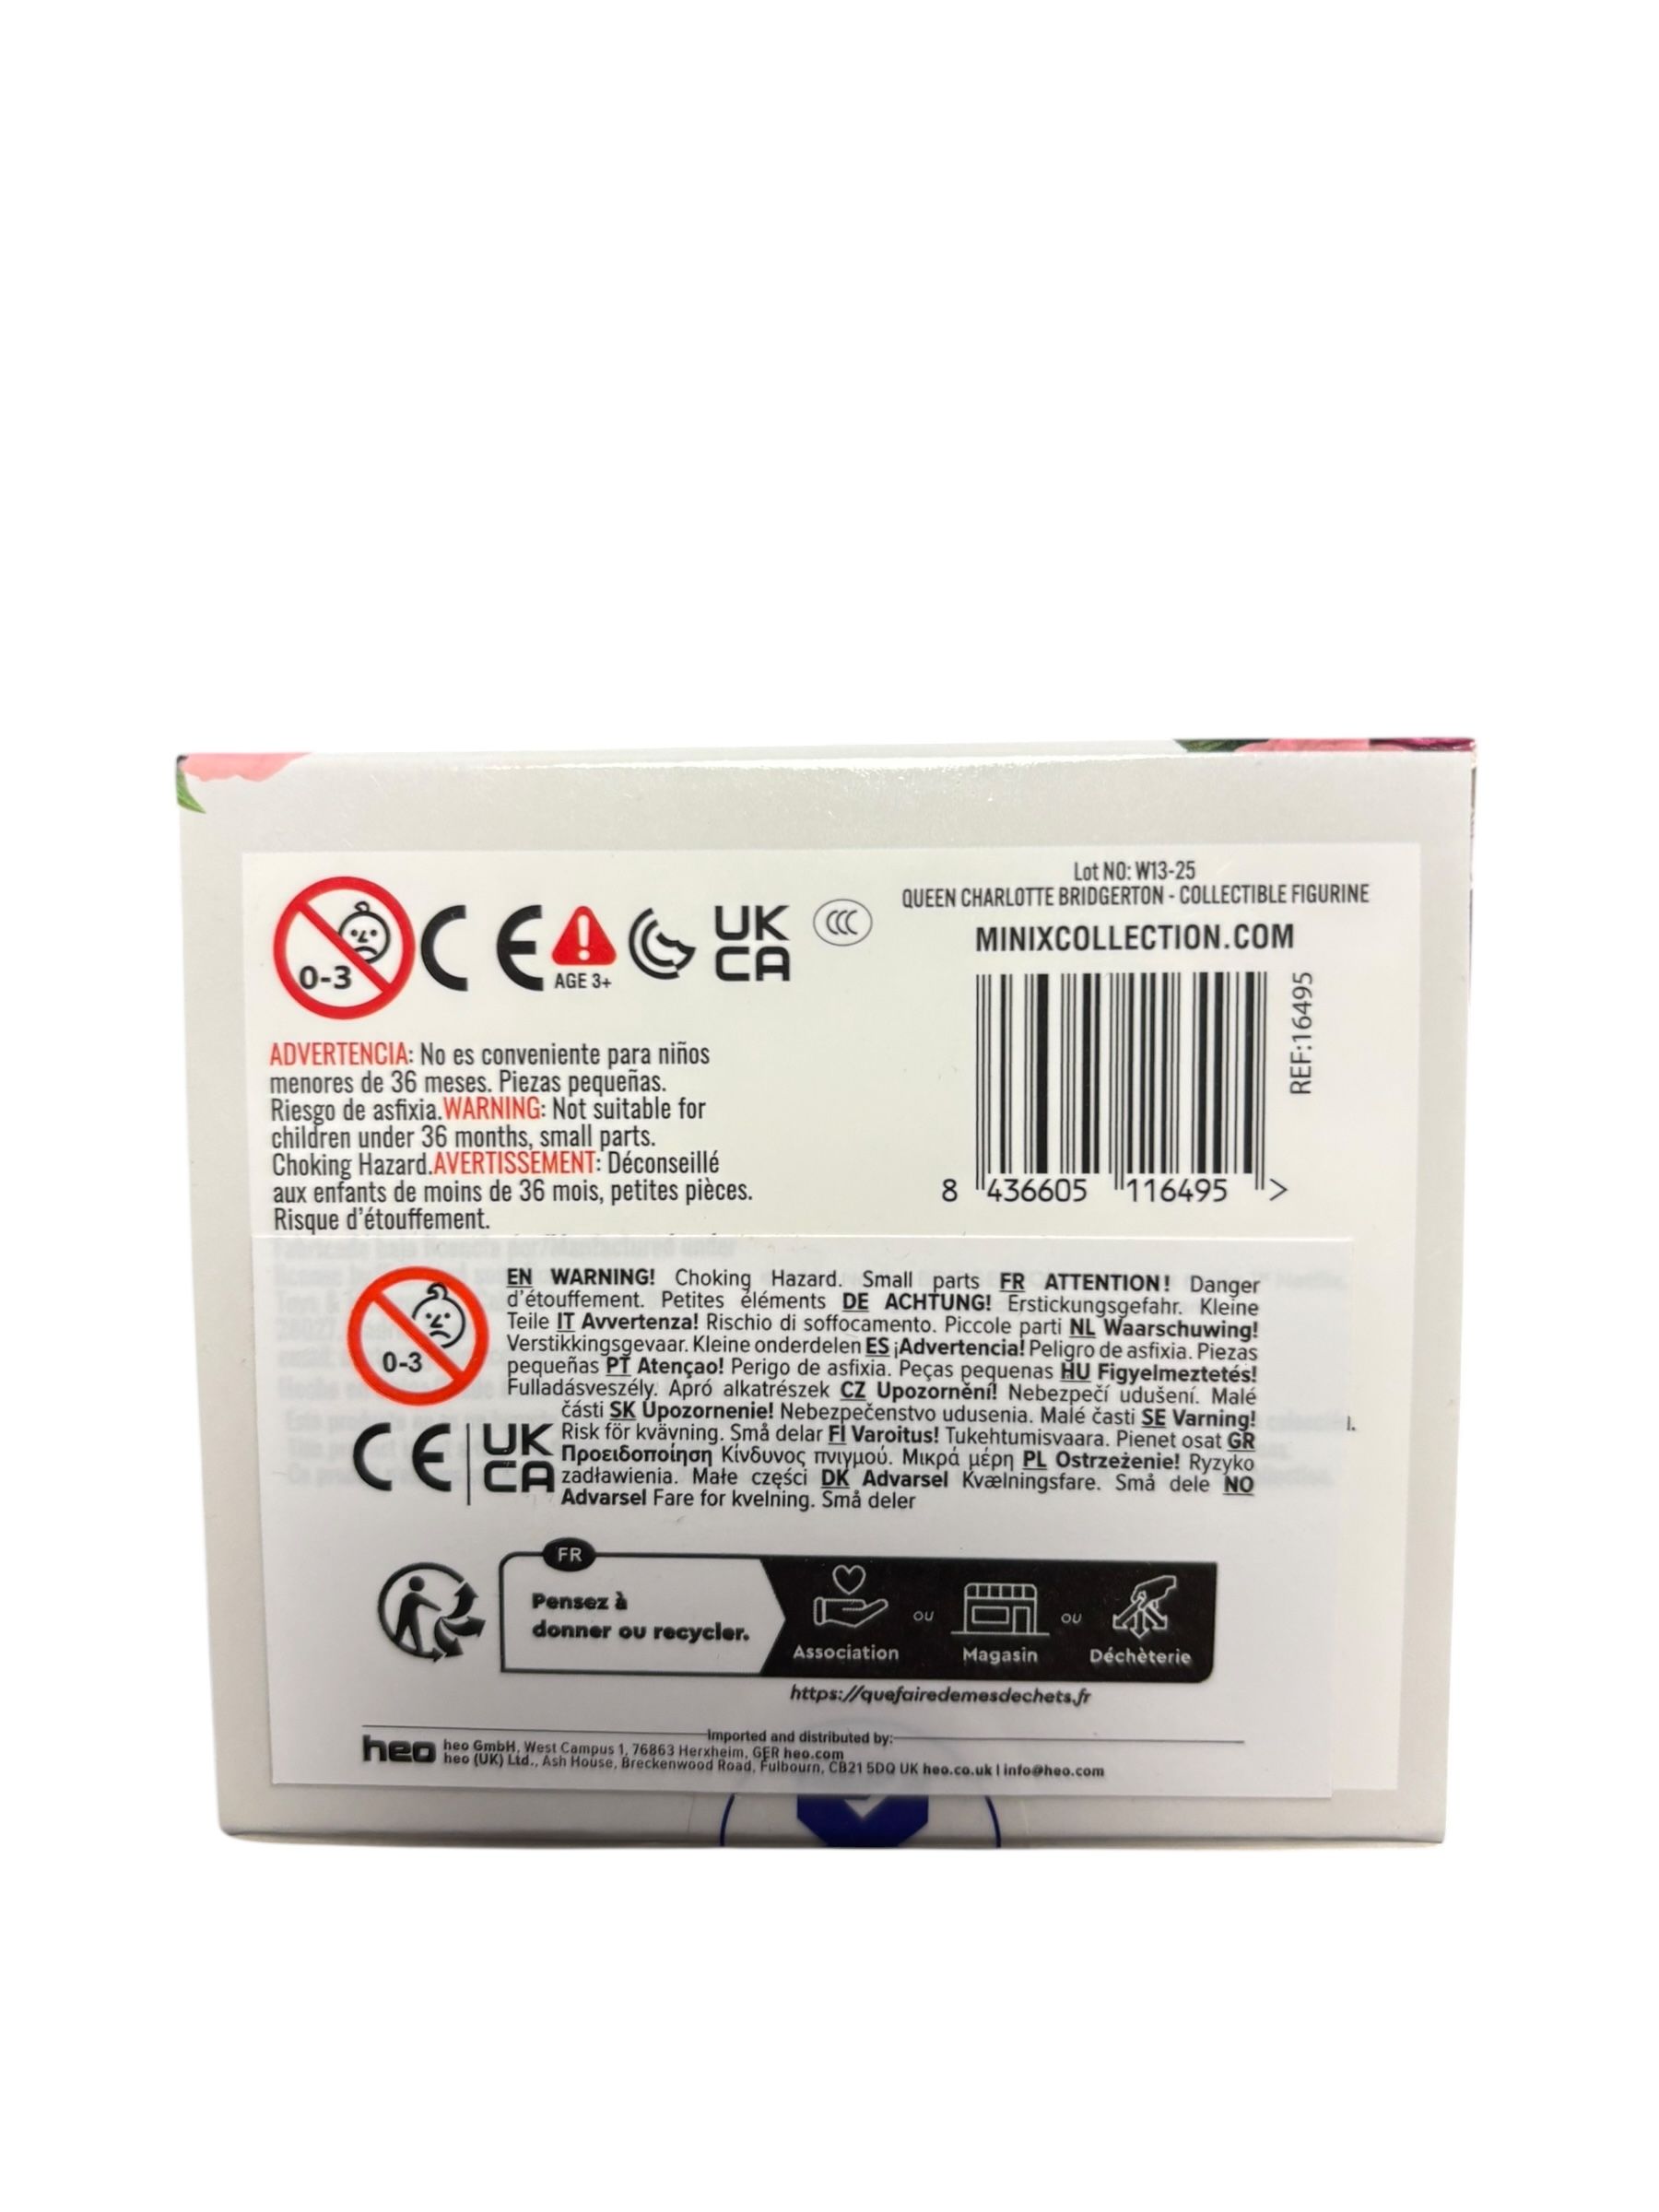 0-3
CE
AGE 3+
UK
CA
CCC
ADVERTENCIA: No es conveniente para niños
menores de 36 meses. Piezas pequeñas.
Riesgo de asfixia.WARNING: Not suitable for
children under 36 months, small parts.
Choking Hazard.AVERTISSEMENT: Déconseillé
aux enfants de moins de 36 mois, petites pièces.
Risque d'étouffement.
Lot NO: W13-25
QUEEN CHARLOTTE BRIDGERTON - COLLECTIBLE FIGURINE
MINIXCOLLECTION.COM
REF:16495
8 436605 116495 >
0-3
CE
UK
CA
EN WARNING! Choking Hazard. Small parts FR ATTENTION! Danger
d'étouffement. Petites éléments DE ACHTUNG! Erstickungsgefahr. Kleine
Teile IT Avvertenza! Rischio di soffocamento. Piccole parti NL Waarschuwing!
Verstikkingsgevaar. Kleine onderdelen ES ¡Advertencia! Peligro de asfixia. Piezas
pequeñas PT Atençao! Perigo de asfixia. Peças pequenas HU Figyelmeztetés!
Fulladásveszély. Apró alkatrészek CZ Upozornění! Nebezpečí udušení. Malé
části SK Upozornenie! Nebezpečenstvo udusenia. Malé časti SE Varning!
Risk för kvävning. Små delar FI Varoitus! Tukehtumisvaara. Pienet osat GR
Προειδοποίηση Κίνδυνος πνιγμού. Μικρά μέρη PL Ostrzeżenie! Ryzyko
zadławienia. Małe części DK Advarsel Kvælningsfare. Små dele NO
Advarsel Fare for kvelning. Små deler
FR
Pensez à
donner ou recycler.
Association
ou
Magasin
ou
Déchèterie
https://quefairedemesdechets.fr
Imported and distributed by:
heo
heo GmbH, West Campus 1, 76863 Herxheim, GER heo.com
heo (UK) Ltd., Ash House, Breckenwood Road, Fulbourn, CB21 5DQ UK heo.co.uk | info@heo.com